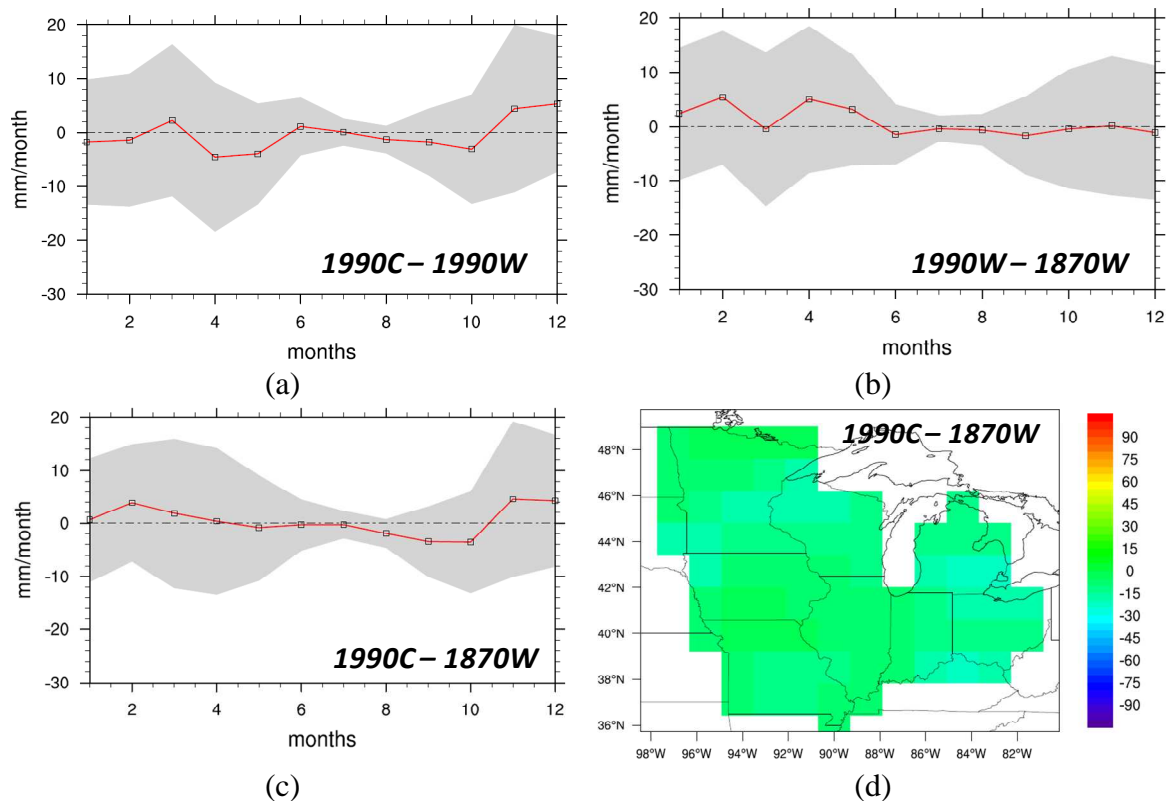 20
10
0
-10
-20
-30
mm/month
1990C – 1990W
2 4 6 8 10 12
months
(a)
20
10
0
-10
-20
-30
mm/month
1990W – 1870W
2 4 6 8 10 12
months
(b)
20
10
0
-10
-20
-30
mm/month
1990C – 1870W
2 4 6 8 10 12
months
(c)
1990C – 1870W
48°N
46°N
44°N
42°N
40°N
38°N
36°N
98°W 96°W 94°W 92°W 90°W 88°W 86°W 84°W 82°W
90
75
60
45
30
15
0
-15
-30
-45
-60
-75
-90
(d)